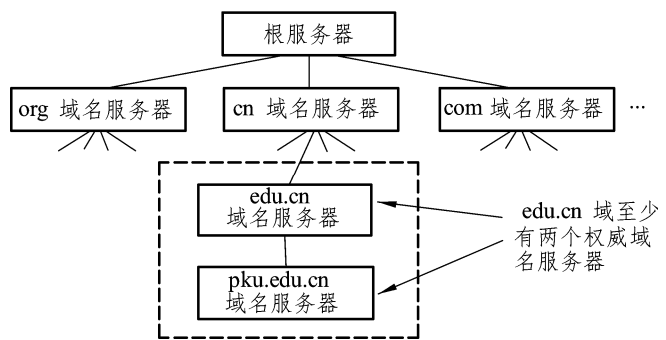 根服务器
org 域名服务器
cn 域名服务器
com 域名服务器
...
edu.cn
域名服务器
pku.edu.cn
域名服务器
edu.cn 域至少
有两个权威域
名服务器